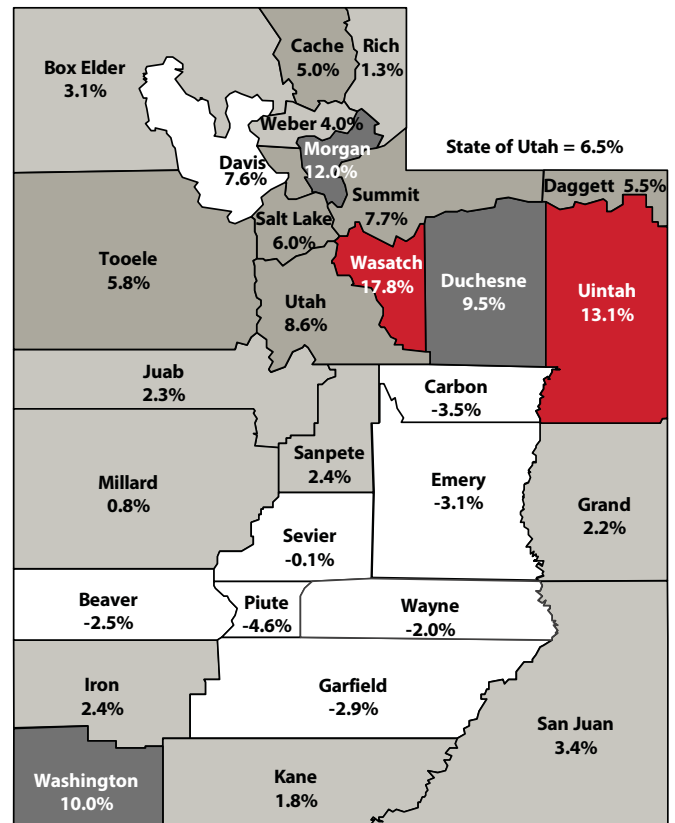 Cache
5.0%
Rich
1.3%
Box Elder
3.1%
Weber 4.0%
Morgan
12.0%
State of Utah = 6.5%
Davis
7.6%
Summit
7.7%
Daggett 5.5%
Salt Lake
6.0%
Tooele
5.8%
Wasatch
17.8%
Duchesne
9.5%
Uintah
13.1%
Utah
8.6%
Juab
2.3%
Carbon
-3.5%
Sanpete
2.4%
Millard
0.8%
Emery
-3.1%
Grand
2.2%
Sevier
-0.1%
Beaver
-2.5%
Piute
-4.6%
Wayne
-2.0%
Iron
2.4%
Garfield
-2.9%
San Juan
3.4%
Washington
10.0%
Kane
1.8%